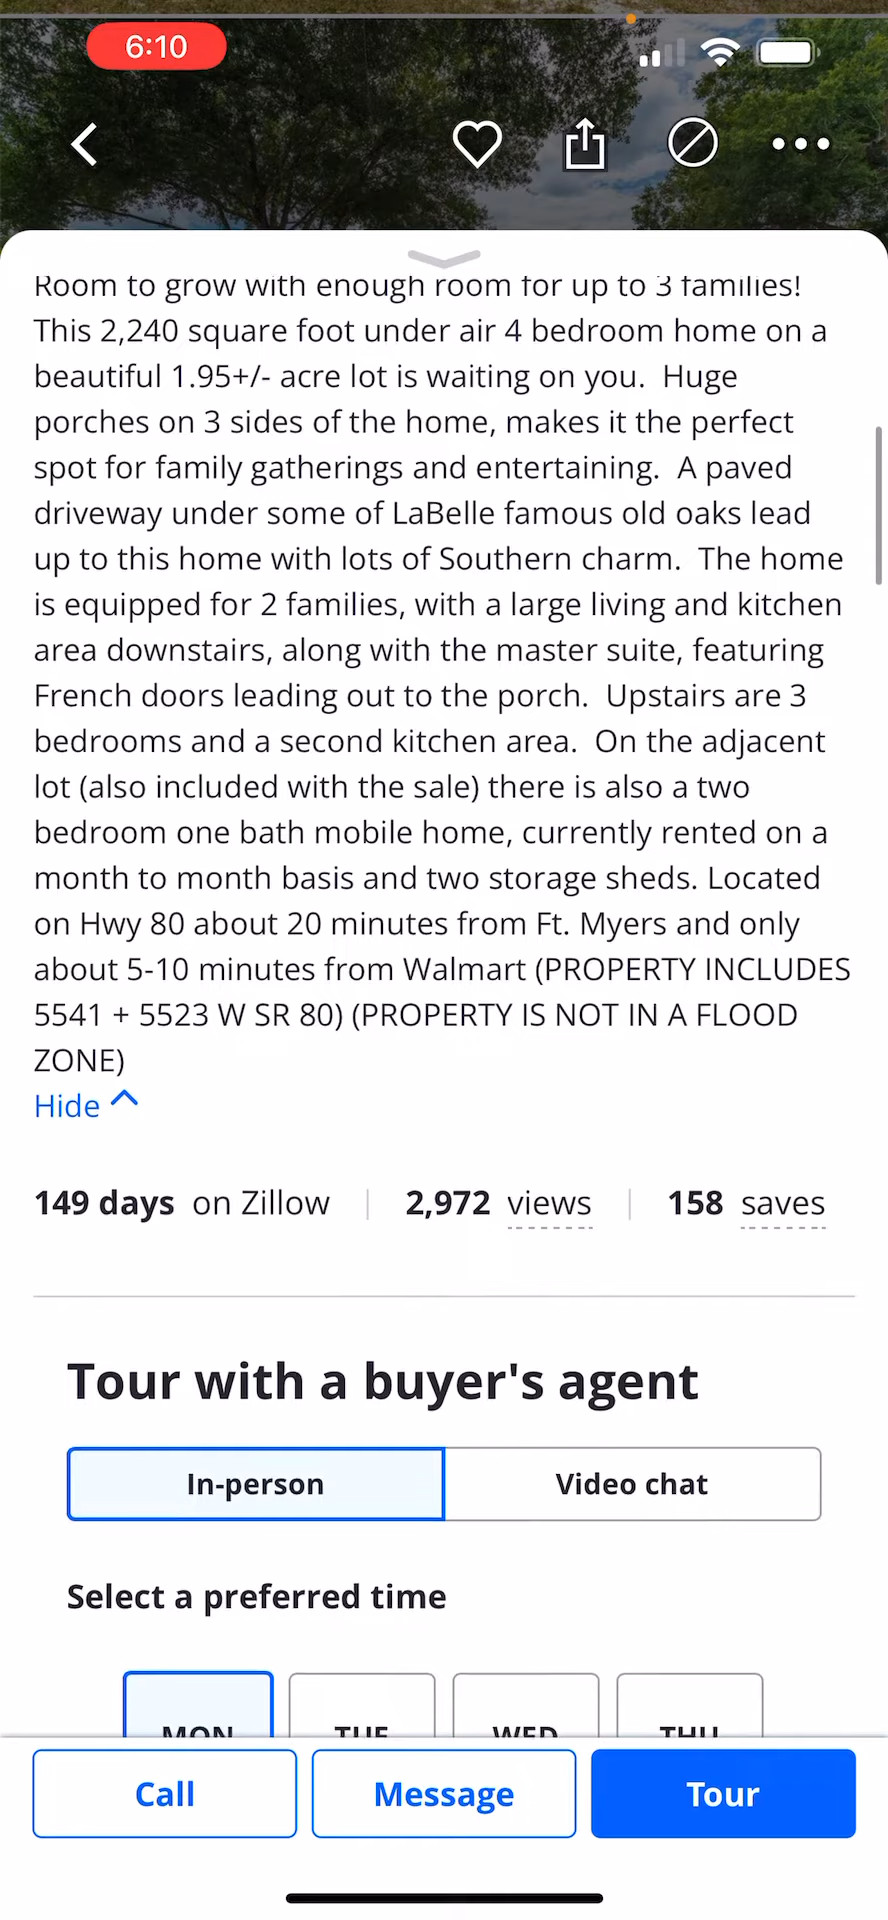 6:10
Room to grow with enough room for up to 3 families!
This 2,240 square foot under air 4 bedroom home on a
beautiful 1.95+/- acre lot is waiting on you.  Huge
porches on 3 sides of the home, makes it the perfect
spot for family gatherings and entertaining.  A paved
driveway under some of LaBelle famous old oaks lead
up to this home with lots of Southern charm.  The home
is equipped for 2 families, with a large living and kitchen
area downstairs, along with the master suite, featuring
French doors leading out to the porch.  Upstairs are 3
bedrooms and a second kitchen area.  On the adjacent
lot (also included with the sale) there is also a two
bedroom one bath mobile home, currently rented on a
month to month basis and two storage sheds. Located
on Hwy 80 about 20 minutes from Ft. Myers and only
about 5-10 minutes from Walmart (PROPERTY INCLUDES
5541 + 5523 W SR 80) (PROPERTY IS NOT IN A FLOOD
ZONE)
Hide
149 days on Zillow | 2,972 views | 158 saves
Tour with a buyer's agent
In-person Video chat
Select a preferred time
MON TUE WED THU
Call Message Tour